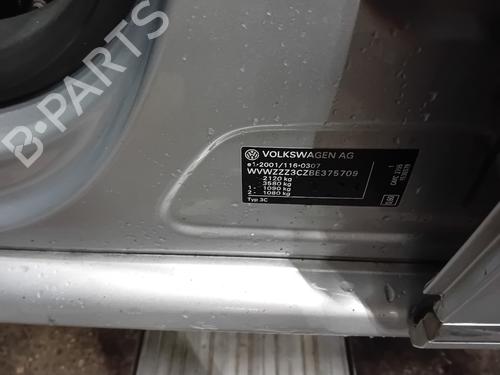 B-PARTS
VOLKSWAGEN AG
e1-2001/116-0307
WVWZZZ3CZBE375709
2120 kg
3580 kg
1- 1090 kg
2- 1080 kg
Typ 3C